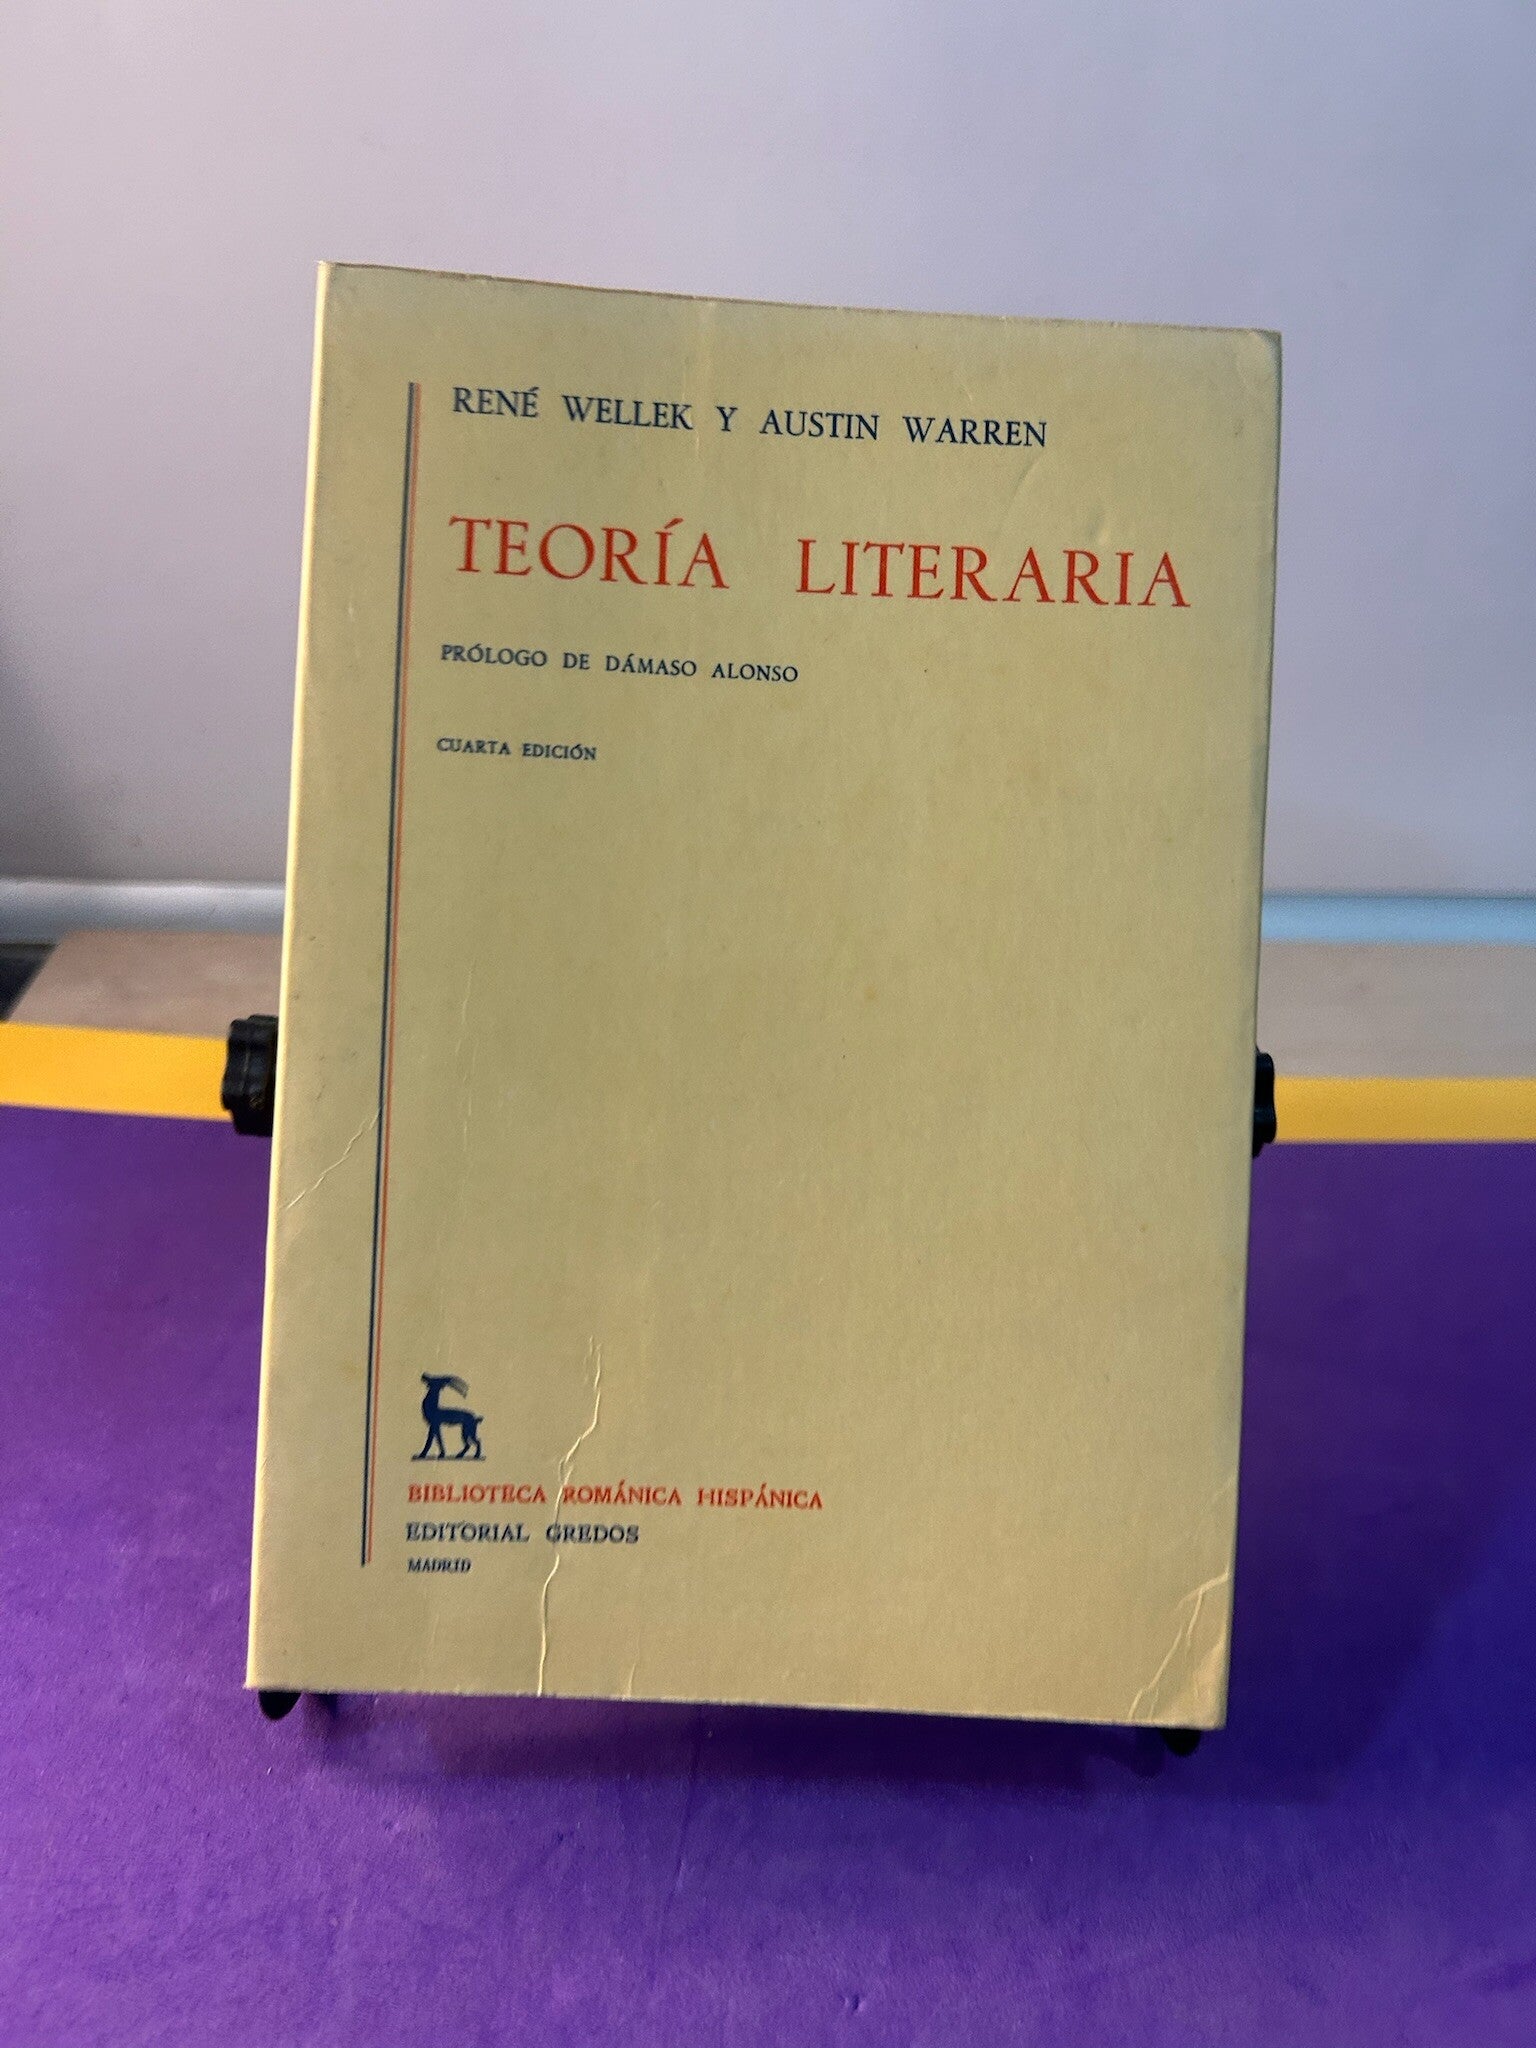 RENÉ WELLEK Y AUSTIN WARREN
TEORÍA LITERARIA
PRÓLOGO DE DÁMASO ALONSO
CUARTA EDICIÓN
BIBLIOTECA ROMÁNICA HISPÁNICA
EDITORIAL GREDOS
MADRID